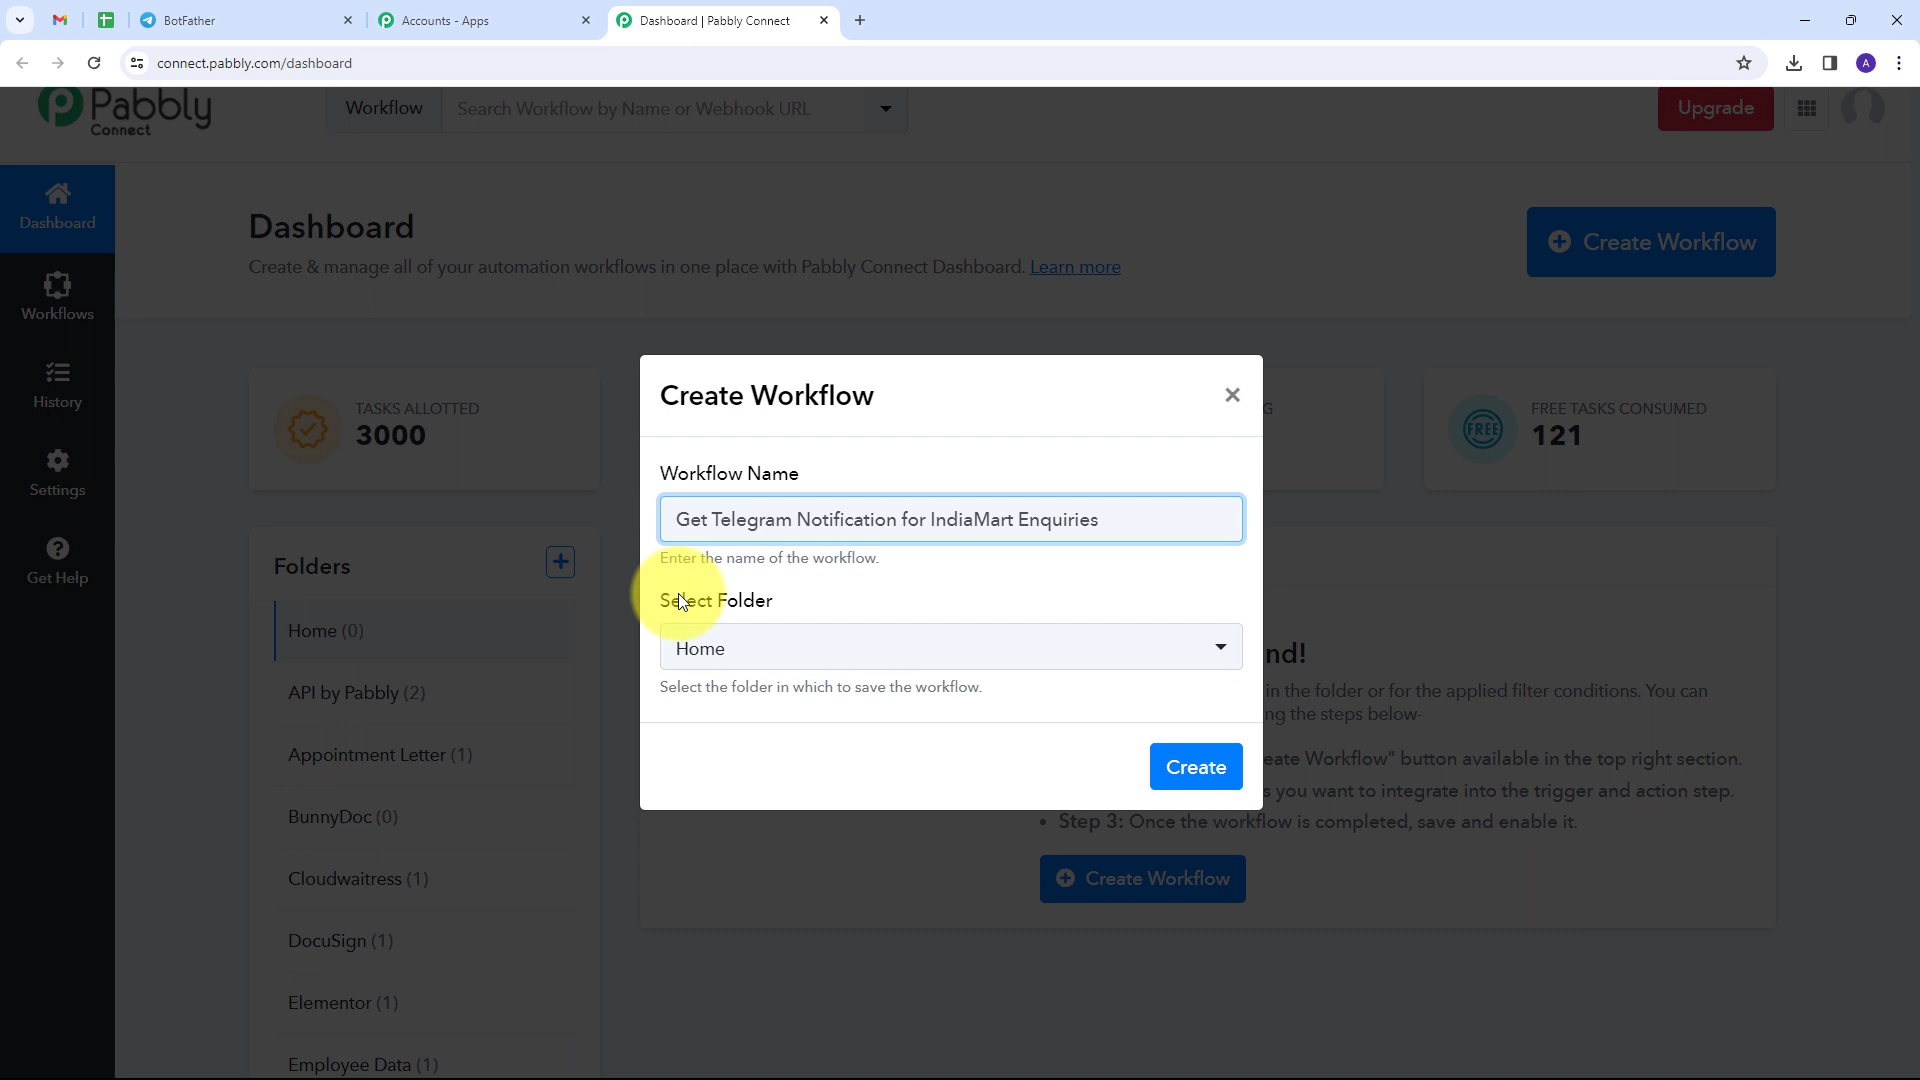 BotFather
Accounts - Apps
Dashboard | Pabbly Connect
connect.pabbly.com/dashboard
A
Pabbly
Connect
Workflow
Search Workflow by Name or Webhook URL
Upgrade
Dashboard
Workflows
History
Settings
Get Help
Dashboard
Create & manage all of your automation workflows in one place with Pabbly Connect Dashboard. Learn more
Create Workflow
TASKS ALLOTTED
3000
G
FREE
FREE TASKS CONSUMED
121
Folders
Home (0)
API by Pabbly (2)
Appointment Letter (1)
BunnyDoc (0)
Cloudwaitress (1)
DocuSign (1)
Elementor (1)
Employee Data (1)
Create Workflow
Workflow Name
Get Telegram Notification for IndiaMart Enquiries
Enter the name of the workflow.
Select Folder
Home
Select the folder in which to save the workflow.
Create
nd!
in the folder or for the applied filter conditions. You can
ng the steps below-
eate Workflow" button available in the top right section.
s you want to integrate into the trigger and action step.
• Step 3: Once the workflow is completed, save and enable it.
Create Workflow